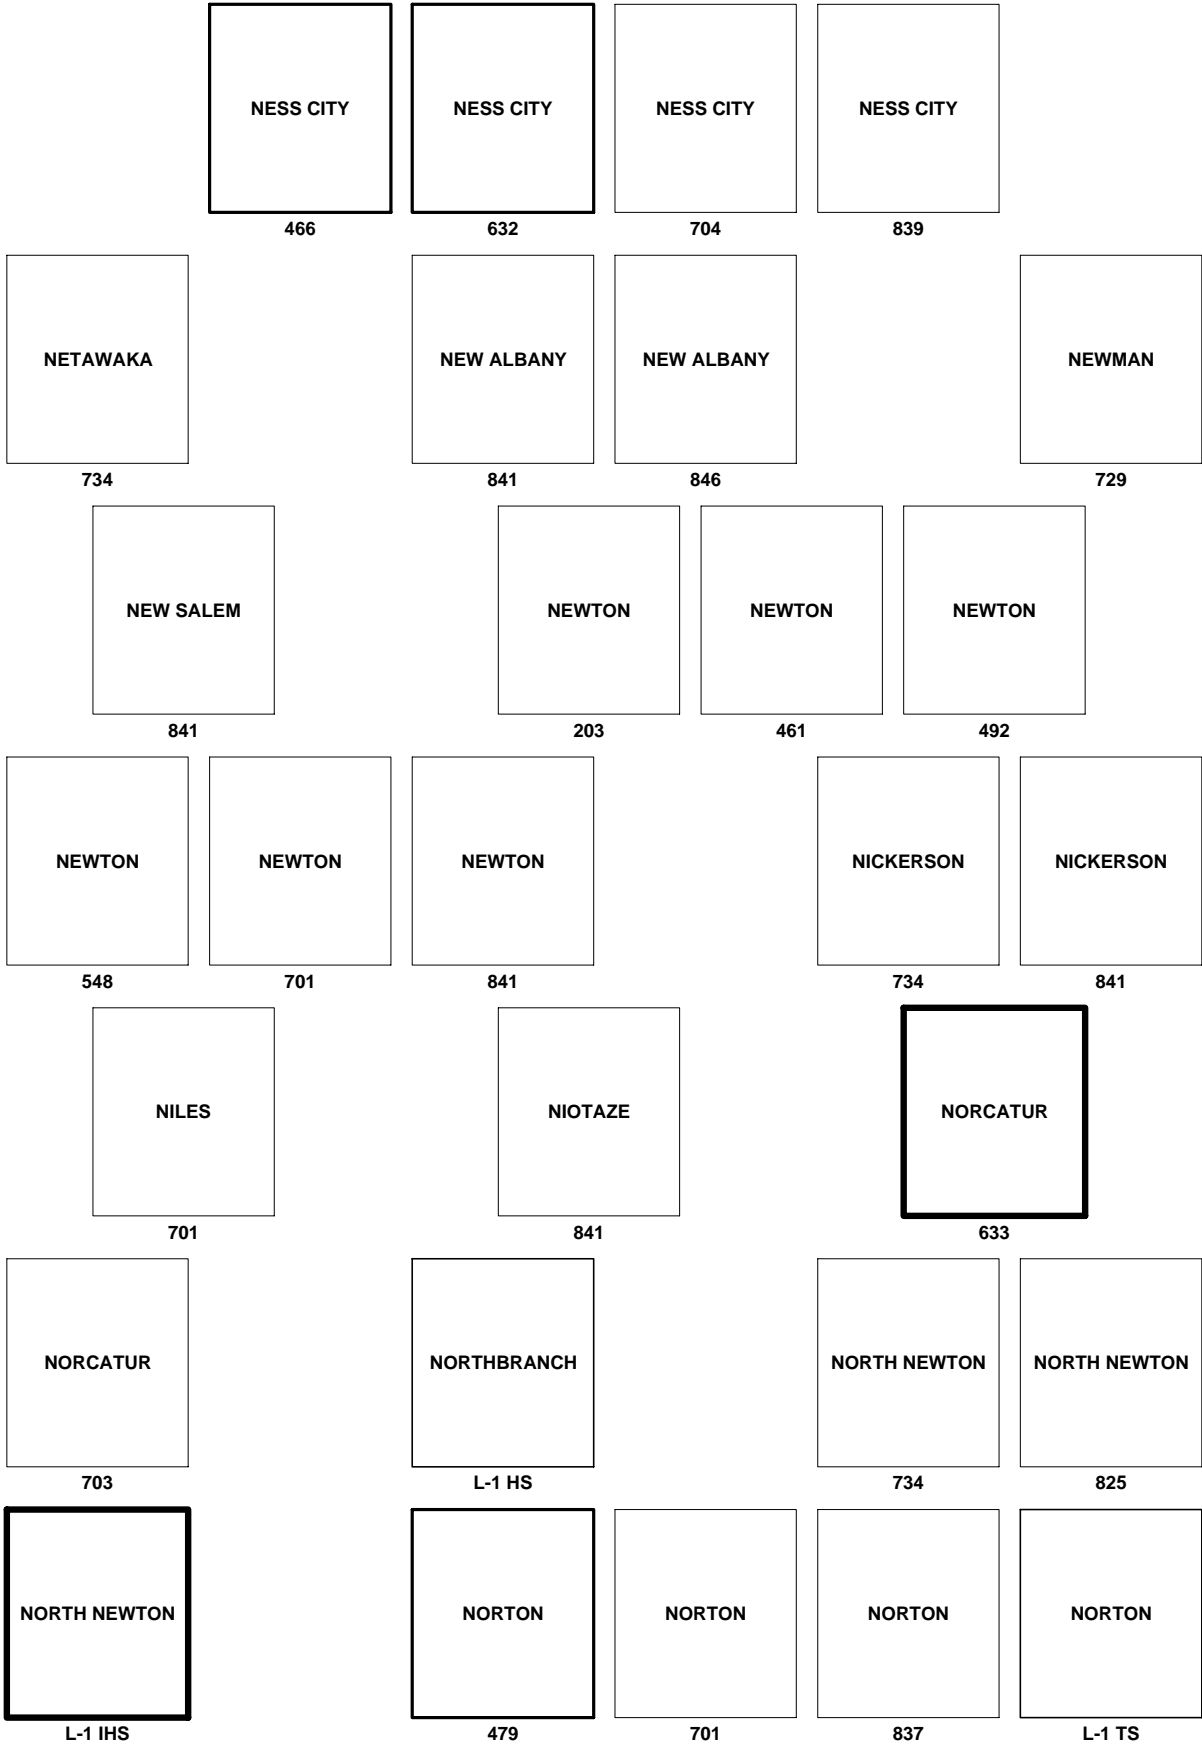 NESS CITY NESS CITY NESS CITY NESS CITY
466 632 704 839
NETAWAKA NEW ALBANY NEW ALBANY NEWMAN
734 841 846 729
NEW SALEM NEWTON NEWTON NEWTON
841 203 461 492
NEWTON NEWTON NEWTON NICKERSON NICKERSON
548 701 841 734 841
NILES NIOTAZE NORCATUR
701 841 633
NORCATUR NORTHBRANCH NORTH NEWTON NORTH NEWTON
703 L-1 HS 734 825
NORTH NEWTON NORTON NORTON NORTON NORTON
L-1 IHS 479 701 837 L-1 TS